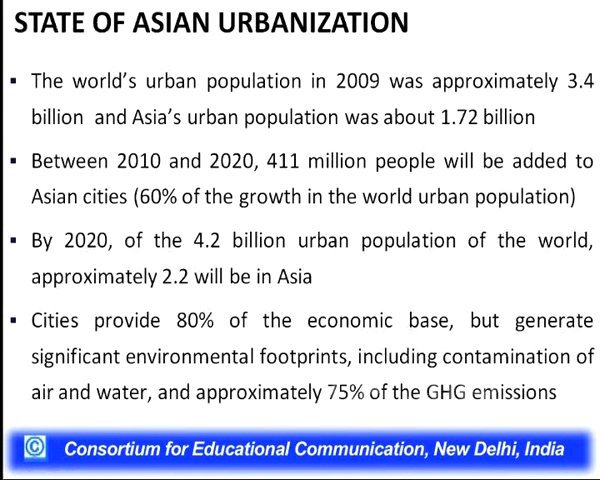 STATE OF ASIAN URBANIZATION
▪ The world's urban population in 2009 was approximately 3.4
billion and Asia's urban population was about 1.72 billion
▪ Between 2010 and 2020, 411 million people will be added to
Asian cities (60% of the growth in the world urban population)
▪ By 2020, of the 4.2 billion urban population of the world,
approximately 2.2 will be in Asia
▪ Cities provide 80% of the economic base, but generate
significant environmental footprints, including contamination of
air and water, and approximately 75% of the GHG emissions
© Consortium for Educational Communication, New Delhi, India